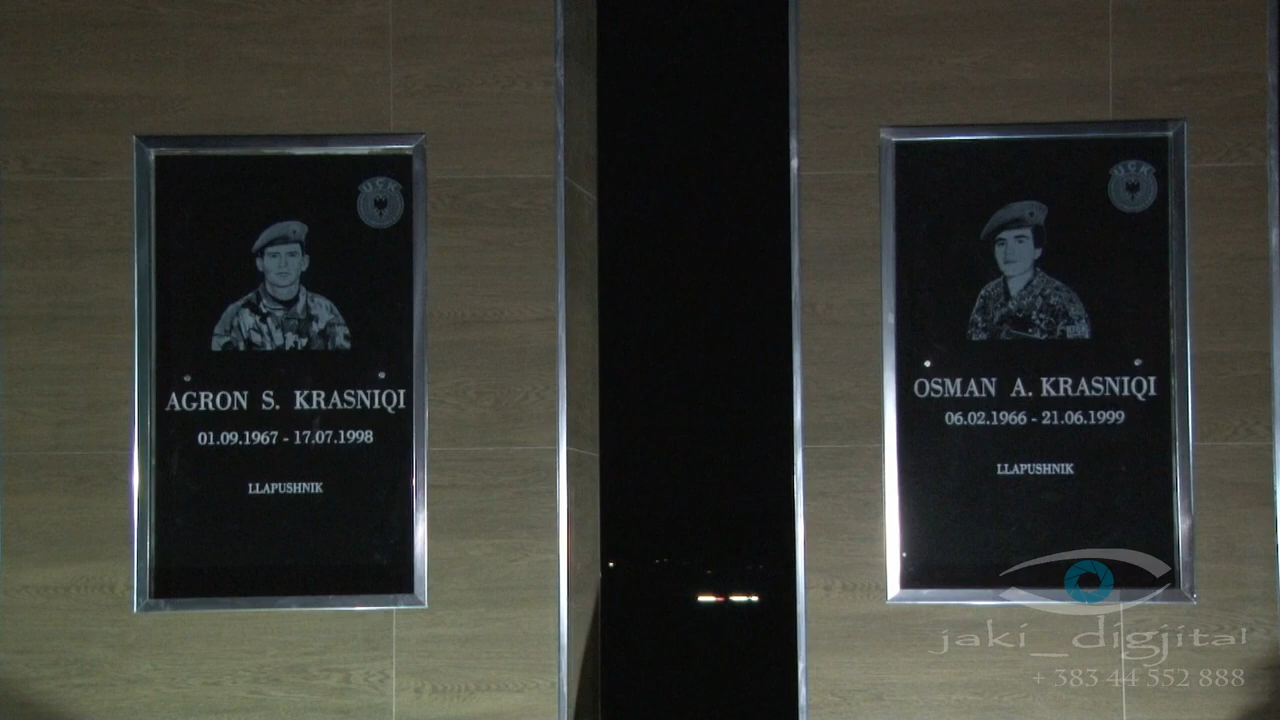 UÇK
AGRON S. KRASNIQI
01.09.1967 - 17.07.1998
LLAPUSHNIK
UÇK
OSMAN A. KRASNIQI
06.02.1966 - 21.06.1999
LLAPUSHNIK
jaki_digjital
+ 383 44 552 888